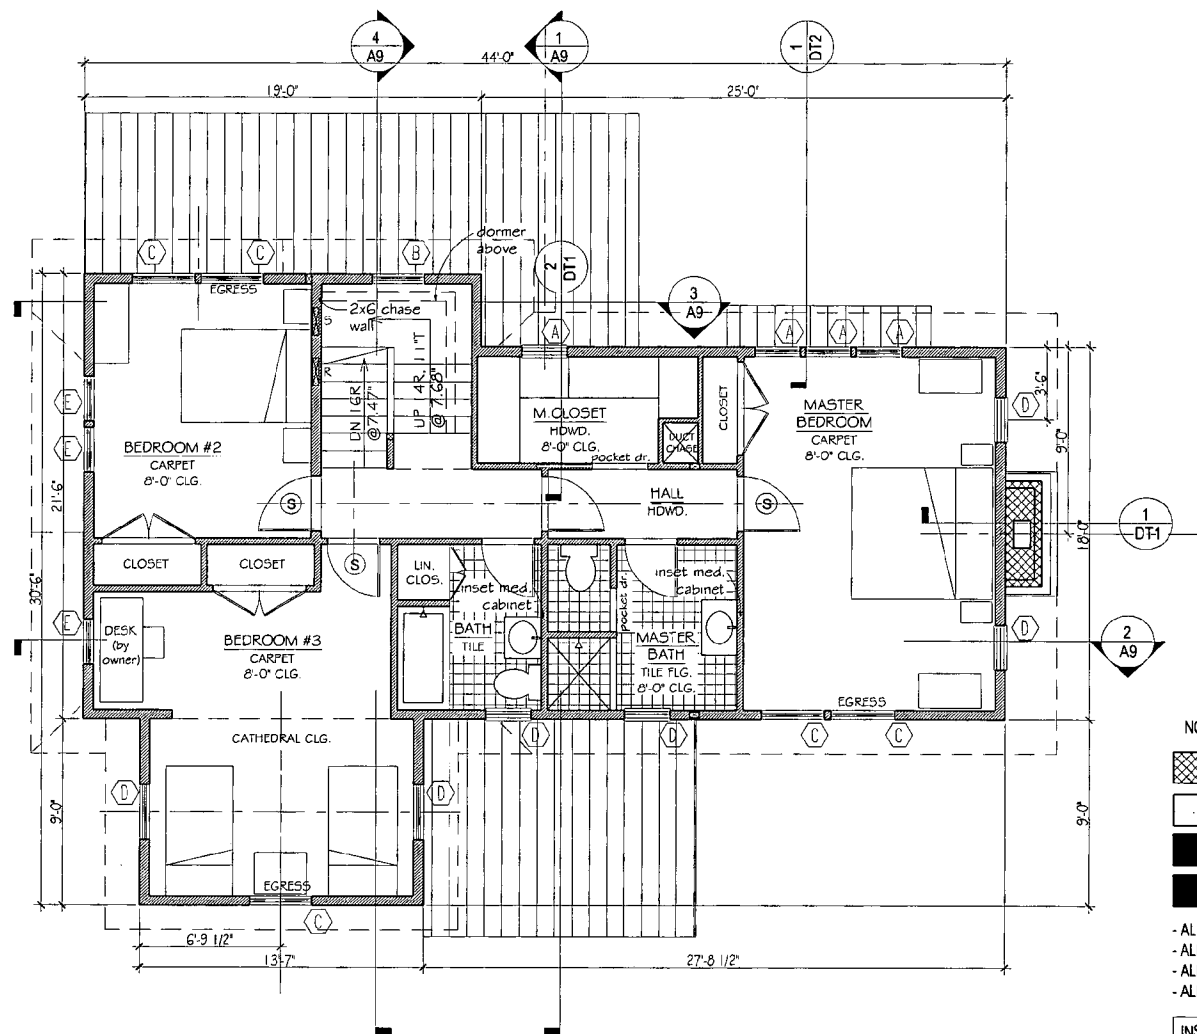 4
A9
1
A9
1
DT2
44'-0"
19'-0"
25'-0"
dormer
above
C
C
B
2
DT1
EGRESS
3
A9
2x6 chase
wall
S
R
A
A
A
A
DN 16R
@7.47"
UP 14R, 11"T
@ 7.68"
E
E
BEDROOM #2
CARPET
8'-0" CLG.
M.CLOSET
HDWD.
8'-0" CLG.
pocket dr.
DUCT
CHASE
CLOSET
MASTER
BEDROOM
CARPET
8'-0" CLG.
D
3'-6"
9'-0"
21'-6"
HALL
HDWD.
S
S
S
1
DT-1
18'-0"
CLOSET
CLOSET
LIN.
CLOS.
inset med.
cabinet
pocket dr.
inset med.
cabinet
30'-6"
E
DESK
(by
owner)
BEDROOM #3
CARPET
8'-0" CLG.
BATH
TILE
MASTER
BATH
TILE FLG.
8'-0" CLG.
D
2
A9
EGRESS
CATHEDRAL CLG.
D
D
C
C
D
D
9'-0"
9'-0"
EGRESS
C
6'-9 1/2"
13'-7"
27'-8 1/2"
NO
- AL
- AL
- AL
- AL
INS